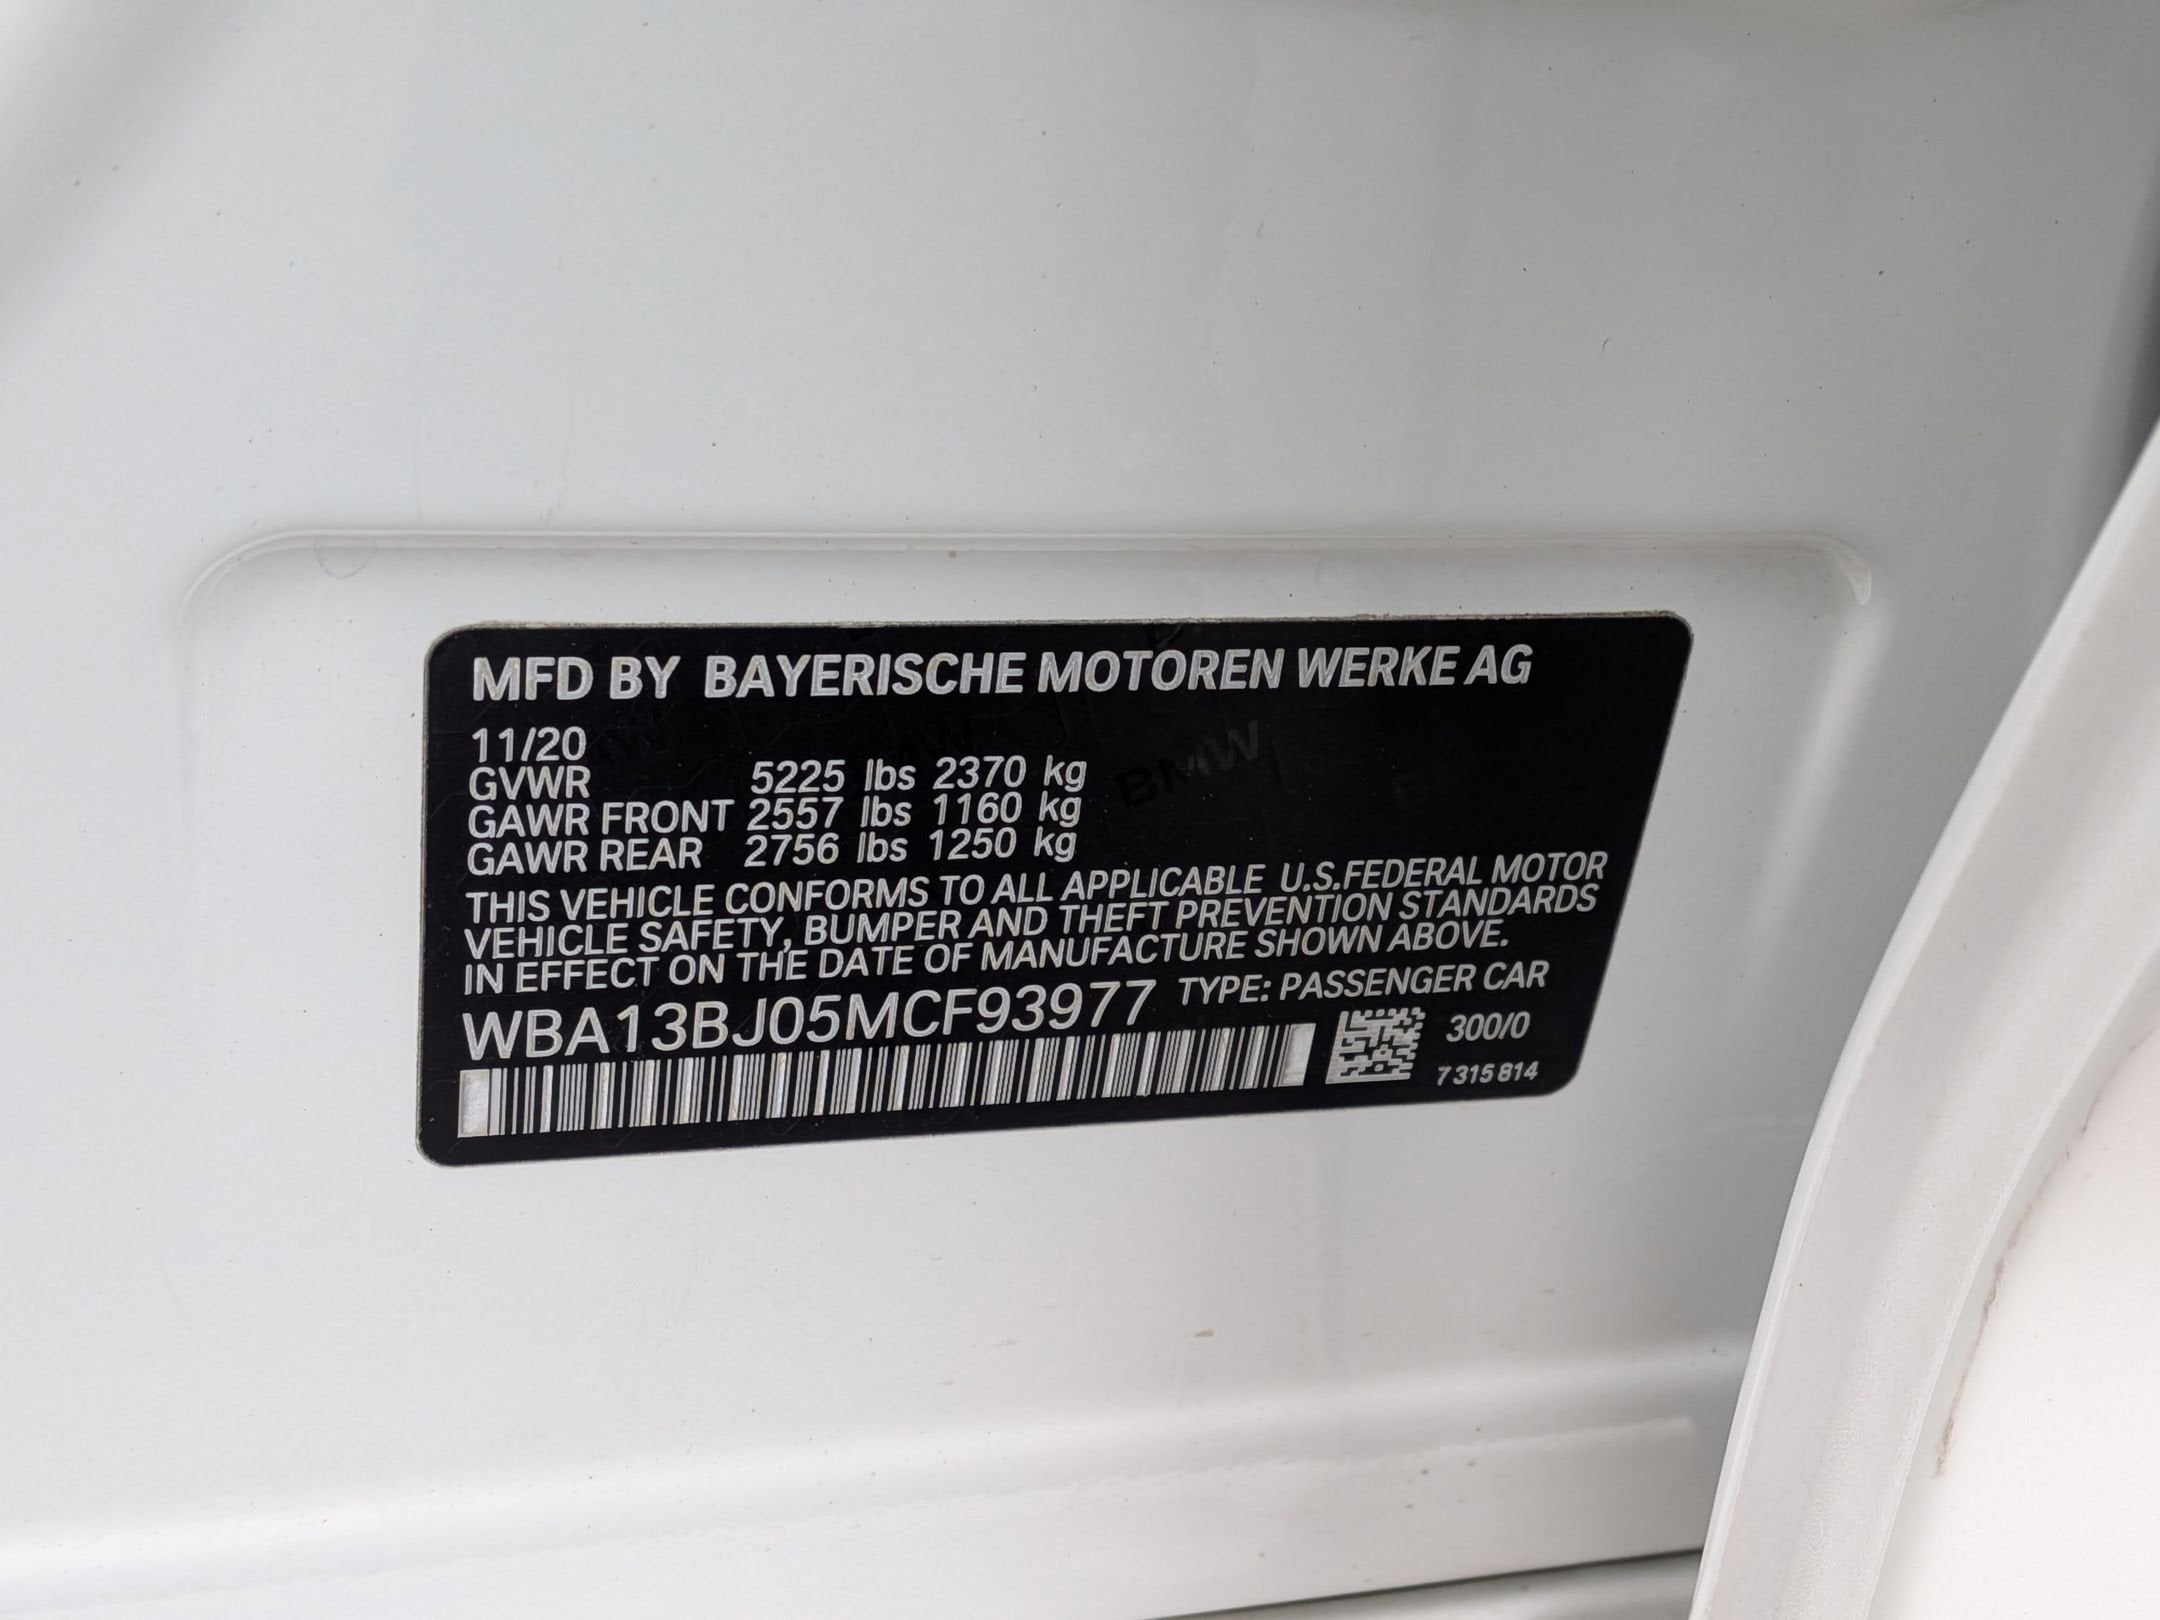 MFD BY BAYERISCHE MOTOREN WERKE AG
11/20
GVWR 5225 lbs 2370 kg
GAWR FRONT 2557 lbs 1160 kg
GAWR REAR 2756 lbs 1250 kg
THIS VEHICLE CONFORMS TO ALL APPLICABLE U.S.FEDERAL MOTOR
VEHICLE SAFETY, BUMPER AND THEFT PREVENTION STANDARDS
IN EFFECT ON THE DATE OF MANUFACTURE SHOWN ABOVE.
WBA13BJ05MCF93977 TYPE: PASSENGER CAR
300/0
7 315 814
BMW